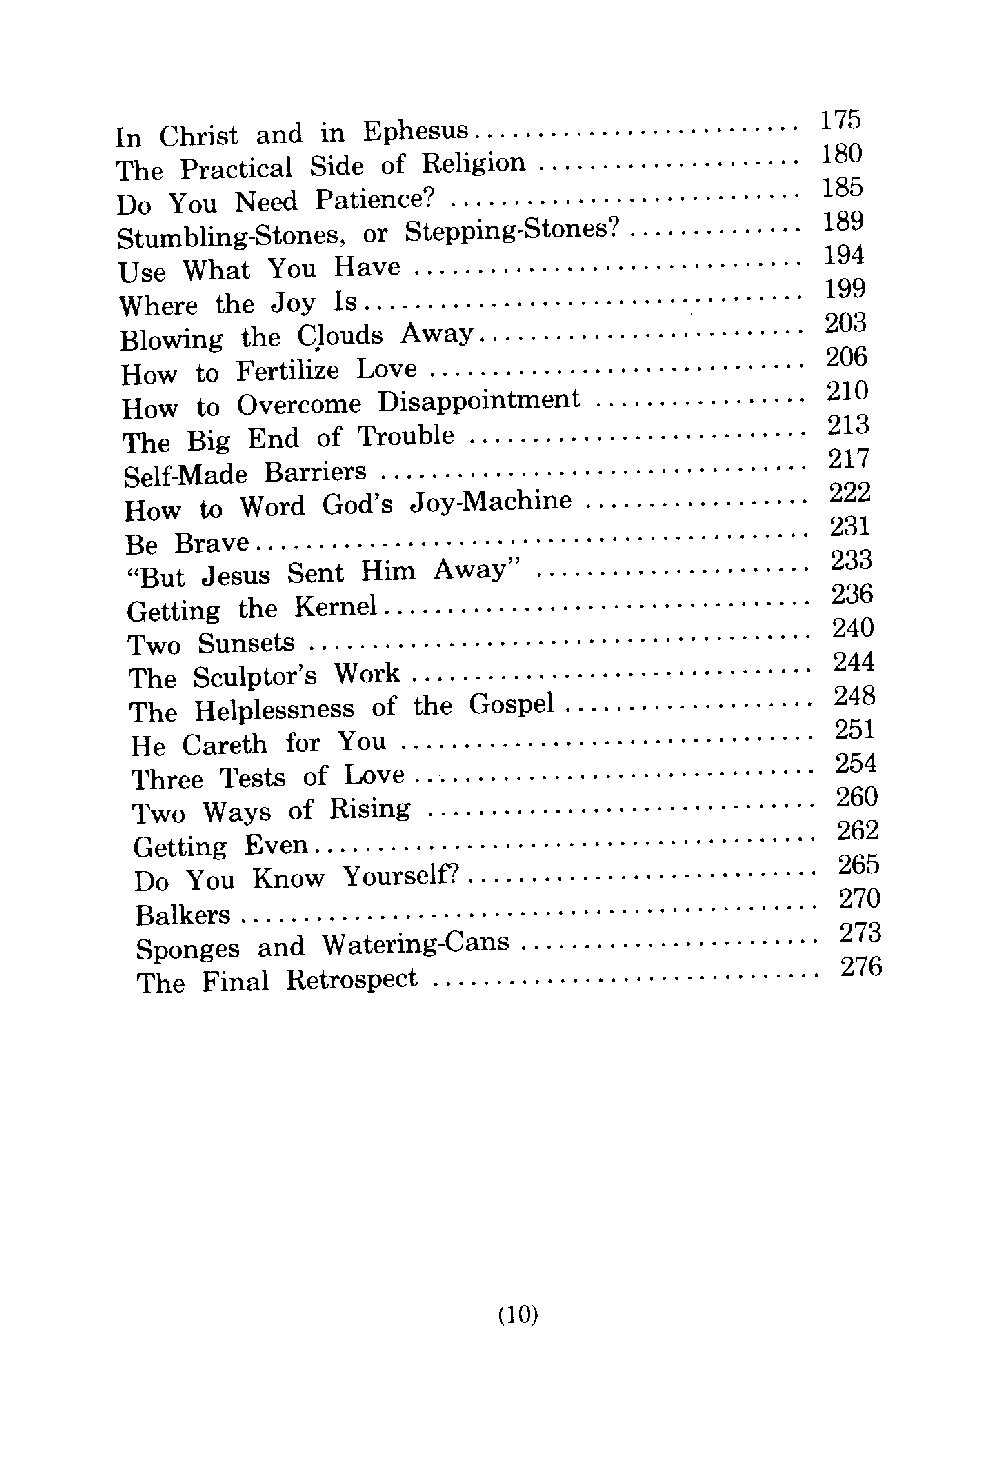 In Christ and in Ephesus.......................... 175
The Practical Side of Religion ..................... 180
Do You Need Patience? ............................ 185
Stumbling-Stones, or Stepping-Stones? .............. 189
Use What You Have ............................... 194
Where the Joy Is................................... 199
Blowing the Clouds Away.......................... 203
How to Fertilize Love .............................. 206
How to Overcome Disappointment ................. 210
The Big End of Trouble ........................... 213
Self-Made Barriers .................................. 217
How to Word God's Joy-Machine .................. 222
Be Brave............................................ 231
“But Jesus Sent Him Away” ...................... 233
Getting the Kernel.................................. 236
Two Sunsets ........................................ 240
The Sculptor's Work ................................ 244
The Helplessness of the Gospel .................... 248
He Careth for You ................................. 251
Three Tests of Love ................................ 254
Two Ways of Rising ............................... 260
Getting Even........................................ 262
Do You Know Yourself?............................ 265
Balkers .............................................. 270
Sponges and Watering-Cans ........................ 273
The Final Retrospect ............................... 276
(10)